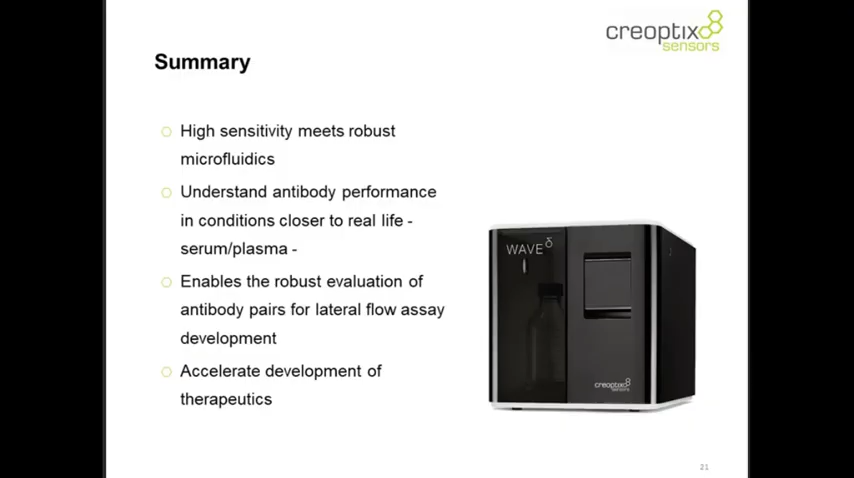 creoptix
sensors
Summary
High sensitivity meets robust
microfluidics
Understand antibody performance
in conditions closer to real life -
serum/plasma -
Enables the robust evaluation of
antibody pairs for lateral flow assay
development
Accelerate development of
therapeutics
WAVE δ
creoptix
sensors
21